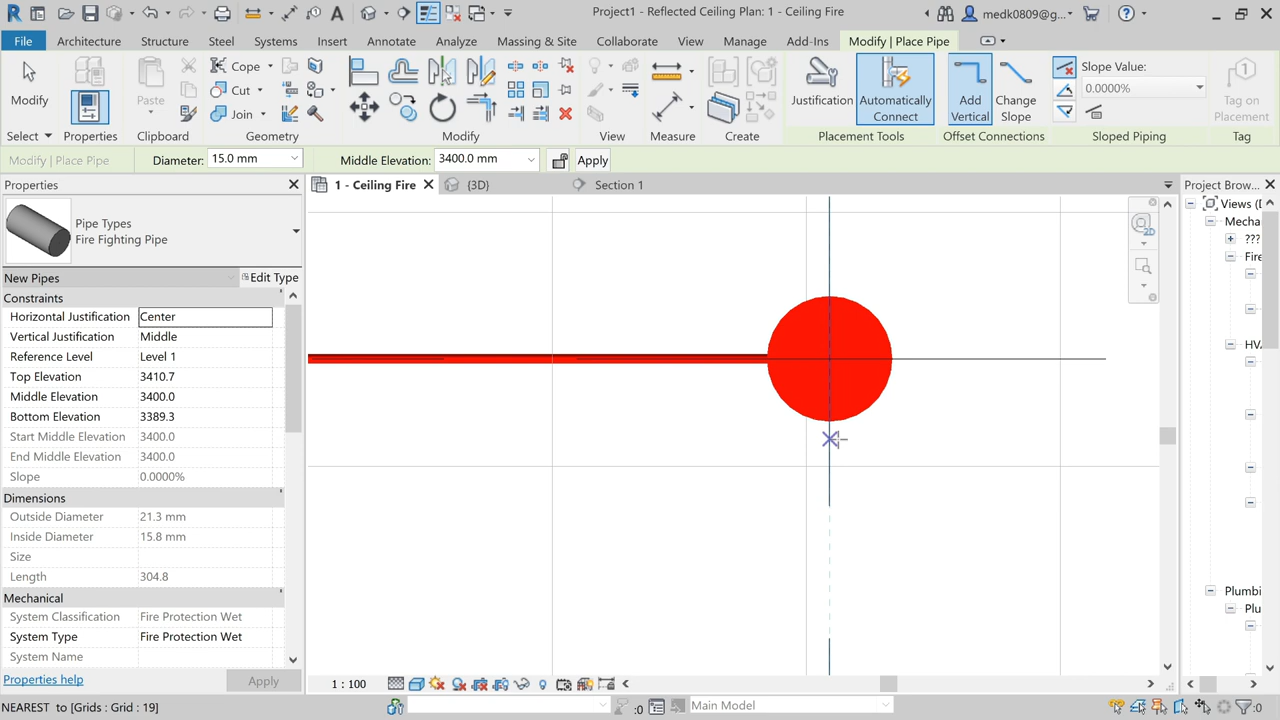 Project1 - Reflected Ceiling Plan: 1 - Ceiling Fire
medk0809@g...
File
Architecture
Structure
Steel
Systems
Insert
Annotate
Analyze
Massing & Site
Collaborate
View
Manage
Add-Ins
Modify | Place Pipe
Modify
Select
Properties
Paste
Clipboard
Cope
Cut
Join
Geometry
Modify
View
Measure
Create
Justification
Automatically
Connect
Placement Tools
Add
Vertical
Change
Slope
Offset Connections
Slope Value:
0.0000%
Sloped Piping
Tag on
Placement
Tag
Modify | Place Pipe
Diameter:
15.0 mm
Middle Elevation:
3400.0 mm
Apply
Properties
1 - Ceiling Fire
{3D}
Section 1
Project Brow...
Pipe Types
Fire Fighting Pipe
New Pipes
Edit Type
Constraints
Horizontal Justification Center
Vertical Justification Middle
Reference Level Level 1
Top Elevation 3410.7
Middle Elevation 3400.0
Bottom Elevation 3389.3
Start Middle Elevation 3400.0
End Middle Elevation 3400.0
Slope 0.0000%
Dimensions
Outside Diameter 21.3 mm
Inside Diameter 15.8 mm
Size
Length 304.8
Mechanical
System Classification Fire Protection Wet
System Type Fire Protection Wet
System Name
Properties help
Apply
Views (
Mecha
???
Fire
HV
Plumbi
Plu
1 : 100
NEAREST to [Grids : Grid : 19]
:0
Main Model
:0